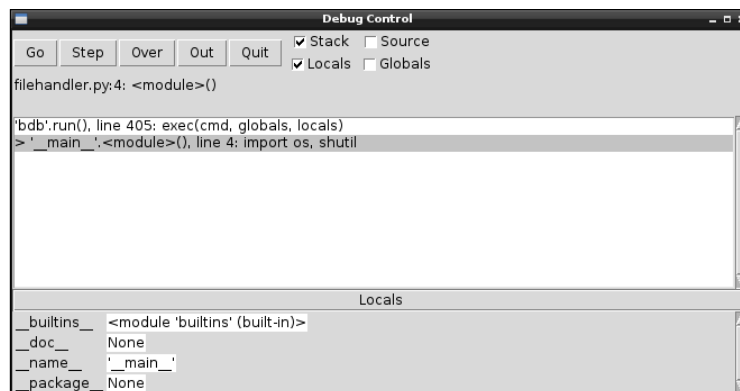 Debug Control
Go Step Over Out Quit Stack Source
Locals Globals
filehandler.py:4: <module>()
'bdb'.run(), line 405: exec(cmd, globals, locals)
> '__main__'.<module>(), line 4: import os, shutil
Locals
__builtins__ <module 'builtins' (built-in)>
__doc__ None
__name__ '__main__'
__package__ None